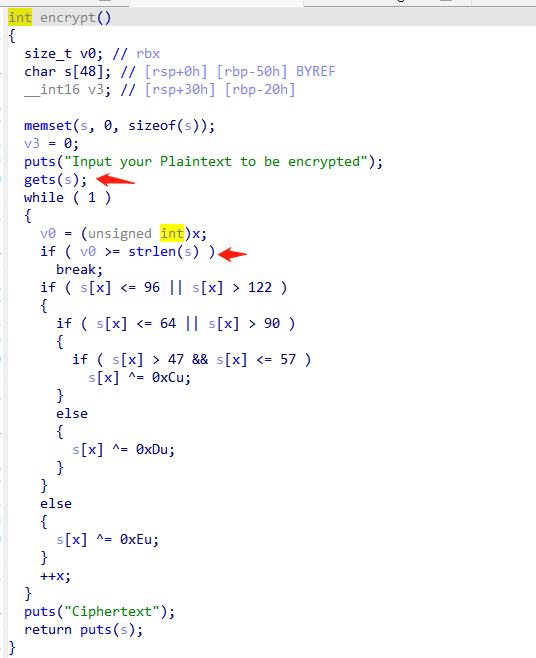 int encrypt()
{
size_t v0; // rbx
char s[48]; // [rsp+0h] [rbp-50h] BYREF
__int16 v3; // [rsp+30h] [rbp-20h]
memset(s, 0, sizeof(s));
v3 = 0;
puts("Input your Plaintext to be encrypted");
gets(s);
while ( 1 )
{
v0 = (unsigned int)x;
if ( v0 >= strlen(s) )
break;
if ( s[x] <= 96 || s[x] > 122 )
{
if ( s[x] <= 64 || s[x] > 90 )
{
if ( s[x] > 47 && s[x] <= 57 )
s[x] ^= 0xCu;
}
else
{
s[x] ^= 0xDu;
}
}
else
{
s[x] ^= 0xEu;
}
++x;
}
puts("Ciphertext");
return puts(s);
}